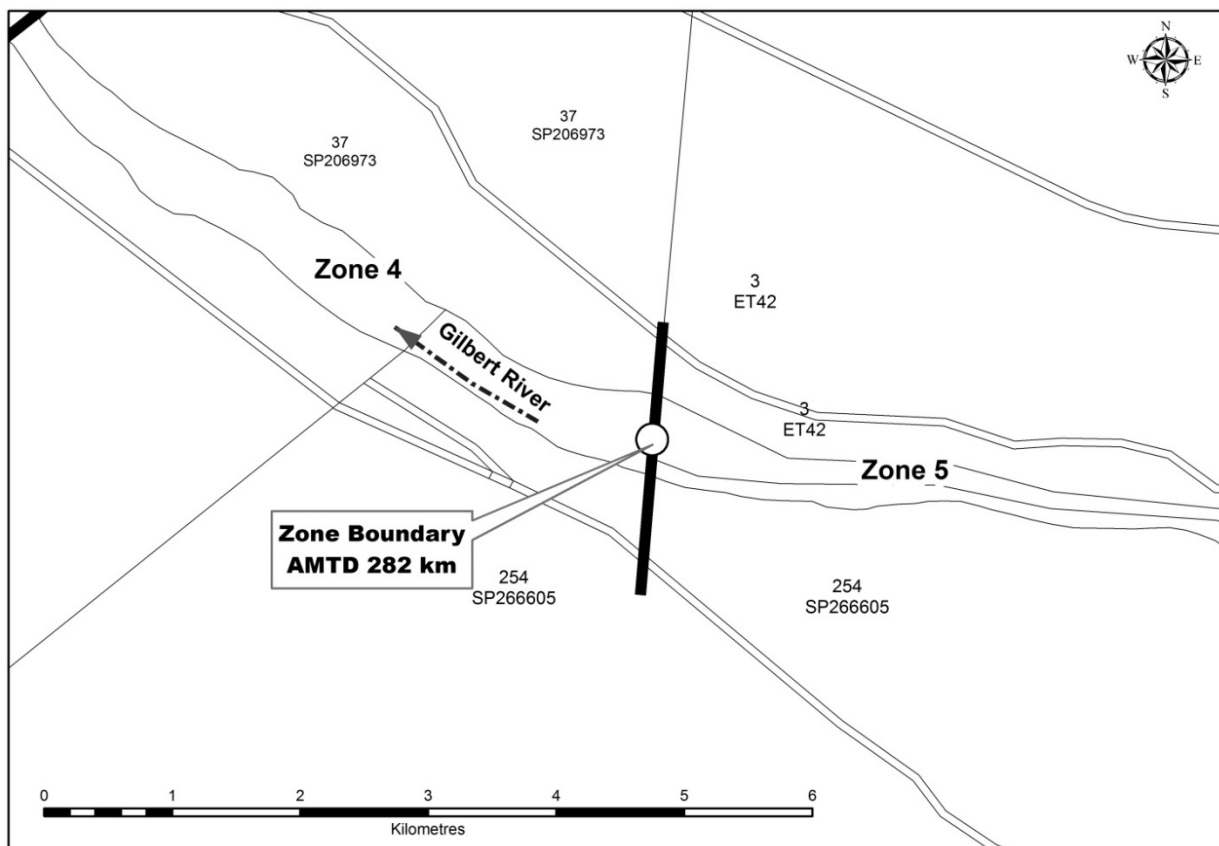 N
W E
S
37
SP206973
37
SP206973
Zone 4
3
ET42
Gilbert River
3
ET42
Zone 5
Zone Boundary
AMTD 282 km
254
SP266605
254
SP266605
0 1 2 3 4 5 6
Kilometres